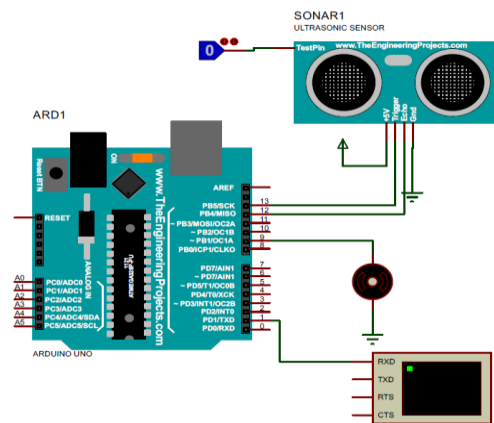 SONAR1
ULTRASONIC SENSOR
0
TestPin
www.TheEngineeringProjects.com
+5V
Trigger
Echo
Gnd
ARD1
Reset BTN
ON
www.TheEngineeringProjects.com
AREF
PB5/SCK 13
PB4/MISO 12
~PB3/MOSI/OC2A 11
~ PB2/OC1B 10
~ PB1/OC1A 9
PB0/ICP1/CLKO 8
RESET
ANALOG IN
PD7/AIN1 7
~ PD7/AIN1 6
~ PD5/T1/OC0B 5
PD4/T0/XCK 4
~ PD3/INT1/OC2B 3
PD2/INT0 2
PD1/TXD 1
PD0/RXD 0
A0 PC0/ADC0
A1 PC1/ADC1
A2 PC2/ADC2
A3 PC3/ADC3
A4 PC4/ADC4/SDA
A5 PC5/ADC5/SCL
ARDUINO UNO
RXD
TXD
RTS
CTS